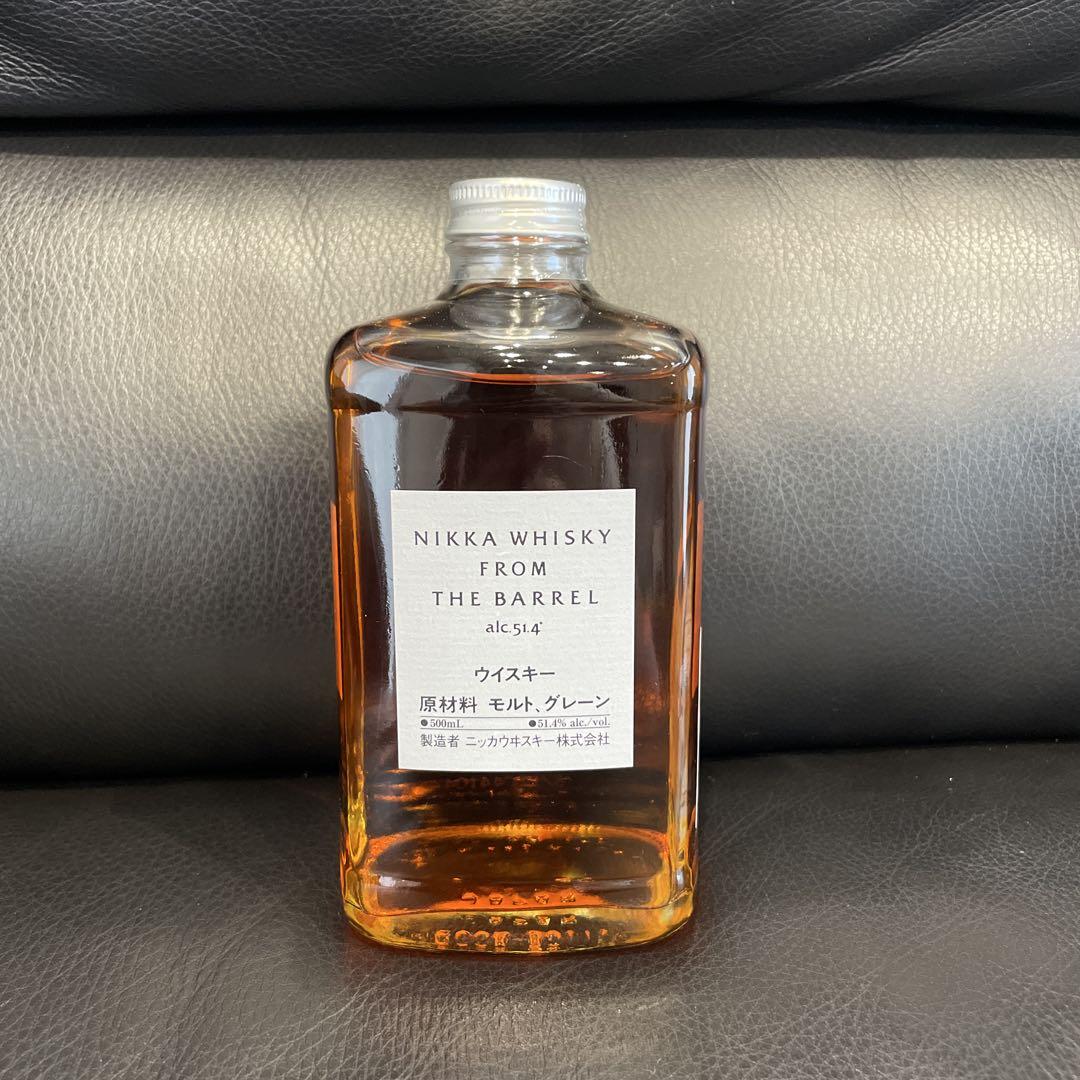 NIKKA WHISKY
FROM
THE BARREL
alc.51.4°
ウイスキー
原材料 モルト、グレーン
●500mL ●51.4% alc./vol.
製造者 ニッカウヰスキー株式会社